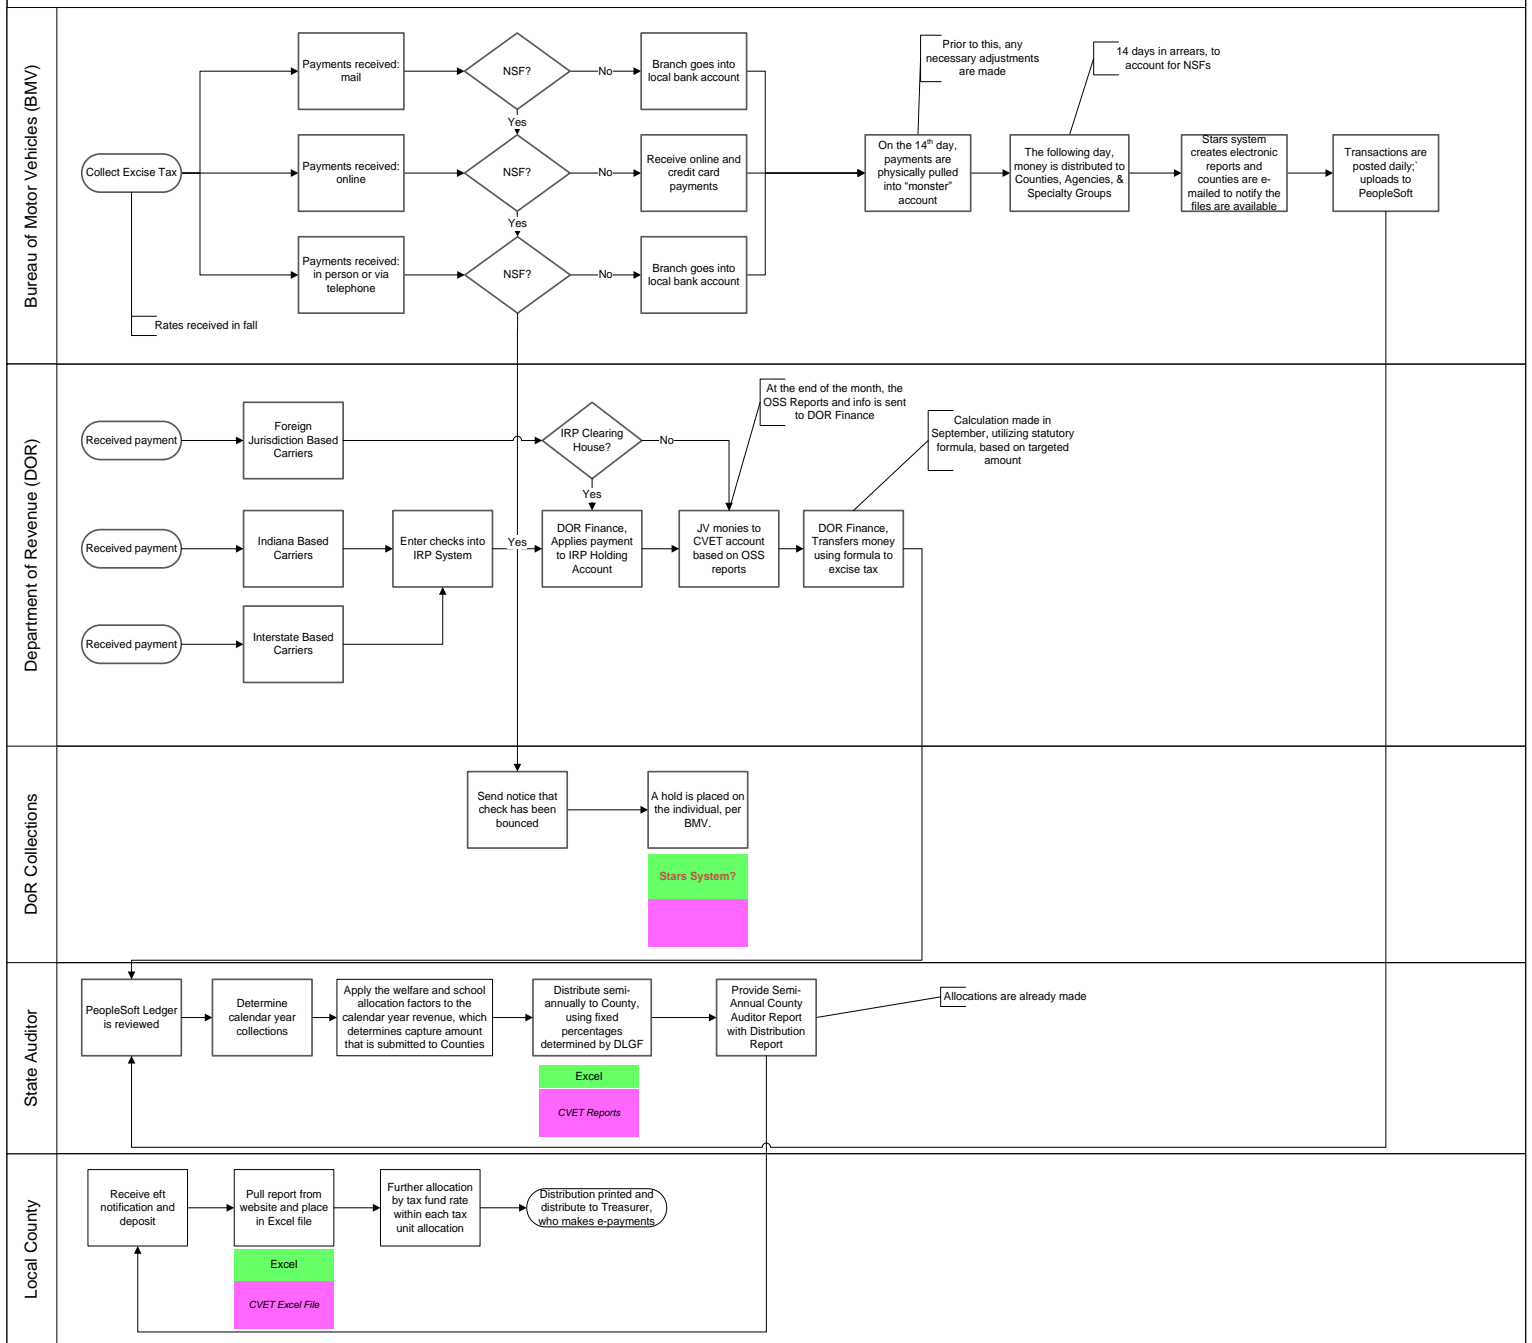 Bureau of Motor Vehicles (BMV)
Collect Excise Tax
Rates received in fall
Payments received:
mail
NSF?
No
Branch goes into
local bank account
Yes
Payments received:
online
NSF?
No
Receive online and
credit card
payments
Yes
Payments received:
in person or via
telephone
NSF?
No
Branch goes into
local bank account
Prior to this, any
necessary adjustments
are made
On the 14th day,
payments are
physically pulled
into “monster”
account
14 days in arrears, to
account for NSFs
The following day,
money is distributed to
Counties, Agencies, &
Specialty Groups
Stars system
creates electronic
reports and
counties are e-
mailed to notify the
files are available
Transactions are
posted daily;`
uploads to
PeopleSoft
Department of Revenue (DOR)
Received payment
Foreign
Jurisdiction Based
Carriers
IRP Clearing
House?
No
Yes
At the end of the month, the
OSS Reports and info is sent
to DOR Finance
Calculation made in
September, utilizing statutory
formula, based on targeted
amount
Received payment
Indiana Based
Carriers
Enter checks into
IRP System
Yes
DOR Finance,
Applies payment
to IRP Holding
Account
JV monies to
CVET account
based on OSS
reports
DOR Finance,
Transfers money
using formula to
excise tax
Received payment
Interstate Based
Carriers
DoR Collections
Send notice that
check has been
bounced
A hold is placed on
the individual, per
BMV.
Stars System?
State Auditor
PeopleSoft Ledger
is reviewed
Determine
calendar year
collections
Apply the welfare and school
allocation factors to the
calendar year revenue, which
determines capture amount
that is submitted to Counties
Distribute semi-
annually to County,
using fixed
percentages
determined by DLGF
Excel
CVET Reports
Provide Semi-
Annual County
Auditor Report
with Distribution
Report
Allocations are already made
Local County
Receive eft
notification and
deposit
Pull report from
website and place
in Excel file
Excel
CVET Excel File
Further allocation
by tax fund rate
within each tax
unit allocation
Distribution printed and
distribute to Treasurer,
who makes e-payments